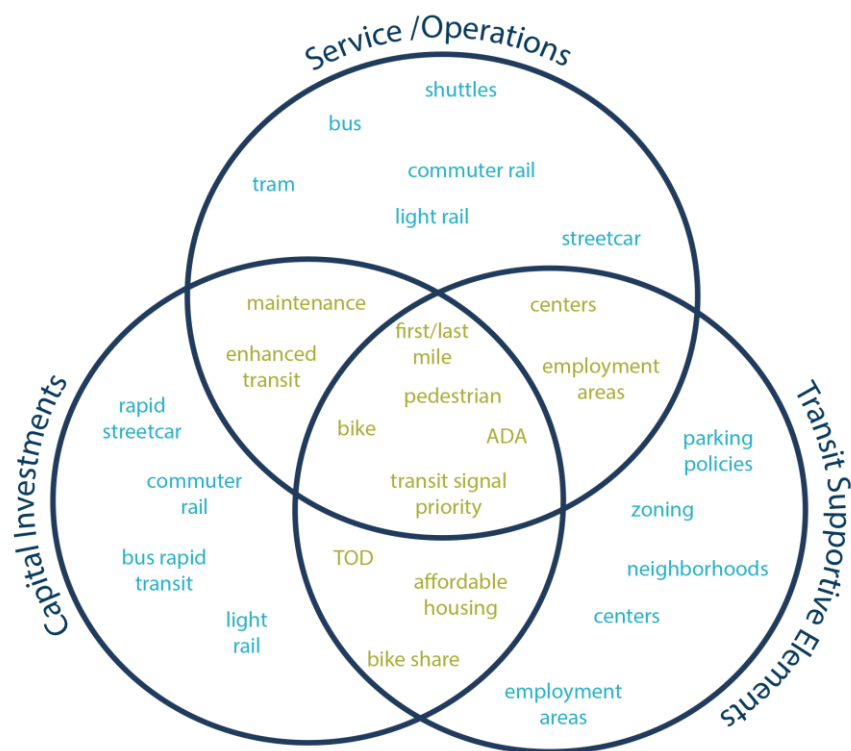 Service /Operations
shuttles
bus
commuter rail
tram
light rail
streetcar
maintenance
centers
first/last
mile
enhanced
transit
employment
areas
pedestrian
bike
ADA
transit signal
priority
Capital Investments
rapid
streetcar
commuter
rail
bus rapid
transit
light
rail
Transit Supportive Elements
parking
policies
zoning
neighborhoods
centers
employment
areas
TOD
affordable
housing
bike share